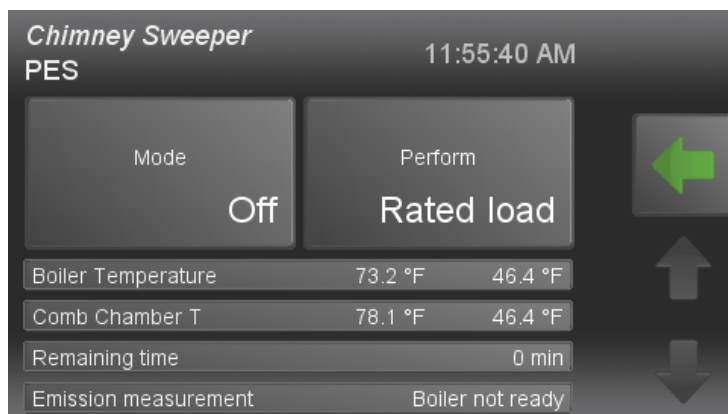 Chimney Sweeper
PES
11:55:40 AM
Mode
Off
Perform
Rated load
Boiler Temperature 73.2 °F 46.4 °F
Comb Chamber T 78.1 °F 46.4 °F
Remaining time 0 min
Emission measurement Boiler not ready